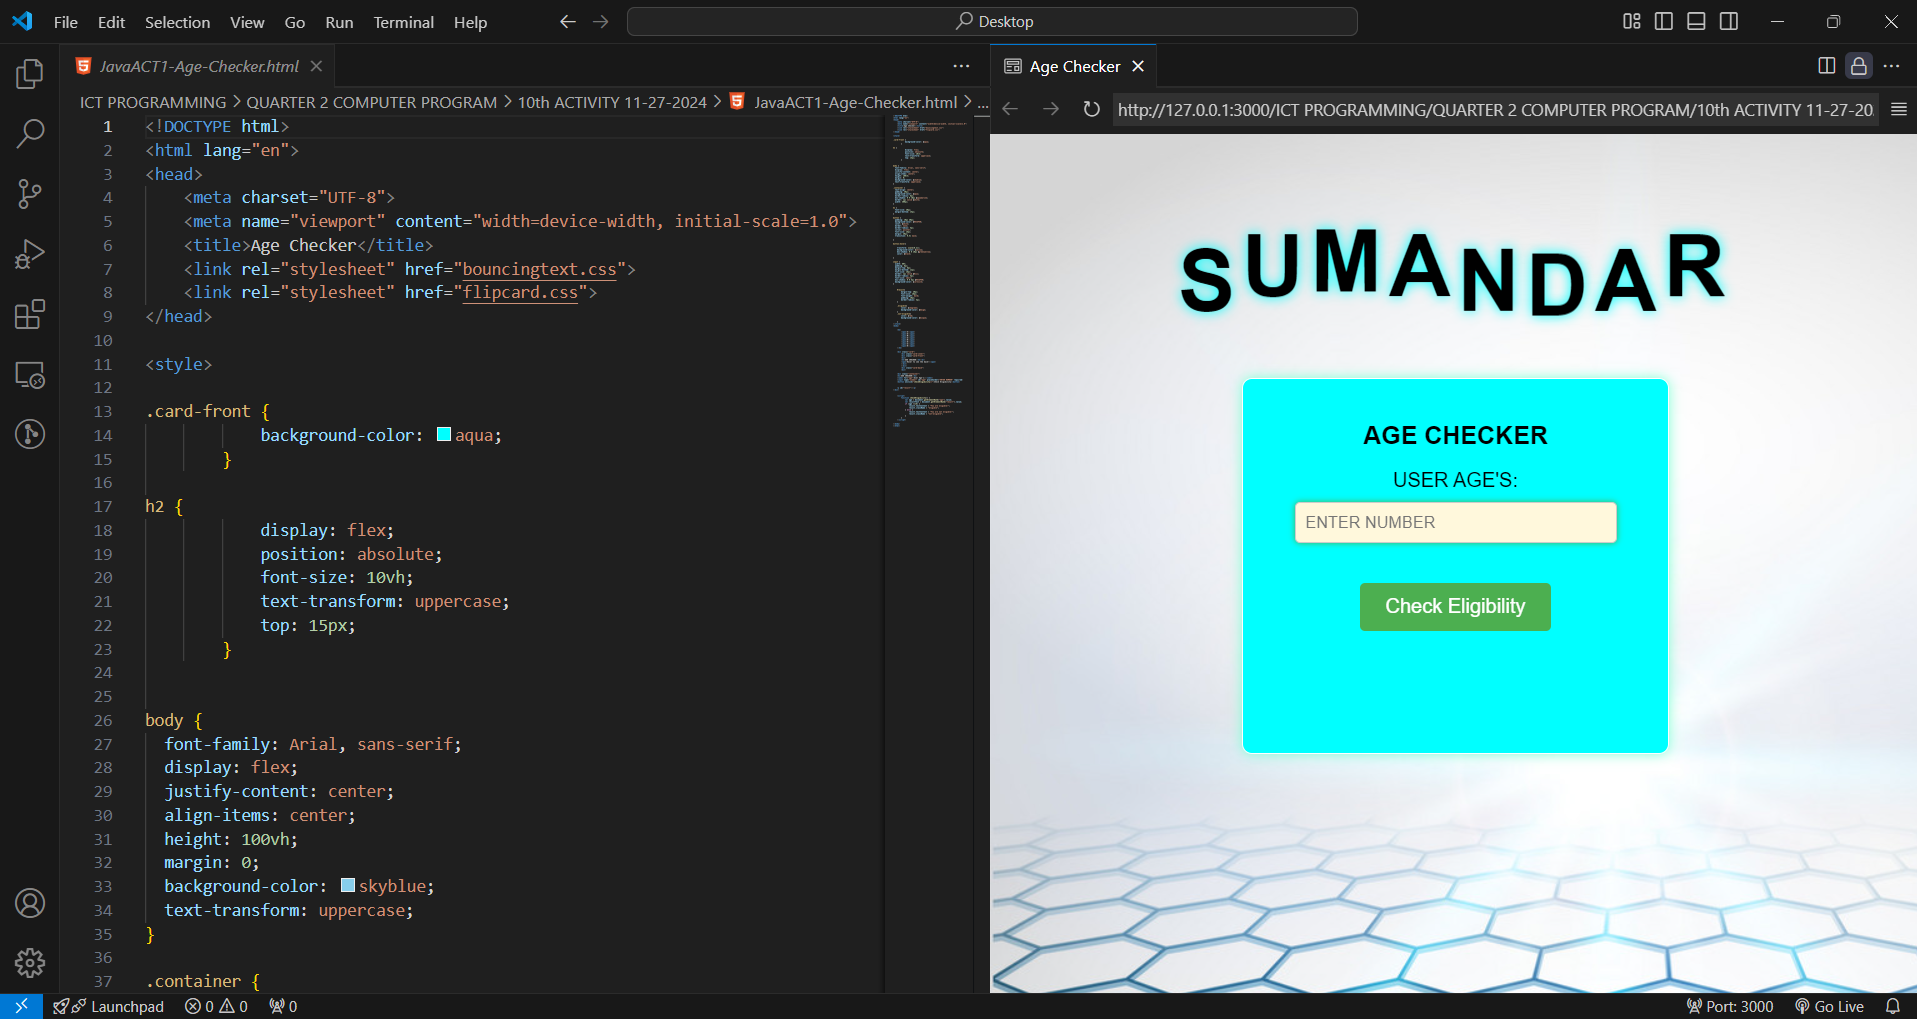 File Edit Selection View Go Run Terminal Help
Desktop
JavaACT1-Age-Checker.html
ICT PROGRAMMING > QUARTER 2 COMPUTER PROGRAM > 10th ACTIVITY 11-27-2024 > JavaACT1-Age-Checker.html > ...
1 <!DOCTYPE html>
2 <html lang="en">
3 <head>
4 <meta charset="UTF-8">
5 <meta name="viewport" content="width=device-width, initial-scale=1.0">
6 <title>Age Checker</title>
7 <link rel="stylesheet" href="bouncingtext.css">
8 <link rel="stylesheet" href="flipcard.css">
9 </head>
10
11 <style>
12
13 .card-front {
14 background-color: aqua;
15 }
16
17 h2 {
18 display: flex;
19 position: absolute;
20 font-size: 10vh;
21 text-transform: uppercase;
22 top: 15px;
23 }
24
25
26 body {
27 font-family: Arial, sans-serif;
28 display: flex;
29 justify-content: center;
30 align-items: center;
31 height: 100vh;
32 margin: 0;
33 background-color: skyblue;
34 text-transform: uppercase;
35 }
36
37 .container {
Age Checker
http://127.0.0.1:3000/ICT PROGRAMMING/QUARTER 2 COMPUTER PROGRAM/10th ACTIVITY 11-27-20
SUMANDAR
AGE CHECKER
USER AGE'S:
ENTER NUMBER
Check Eligibility
Launchpad 0 0 0
Port: 3000 Go Live